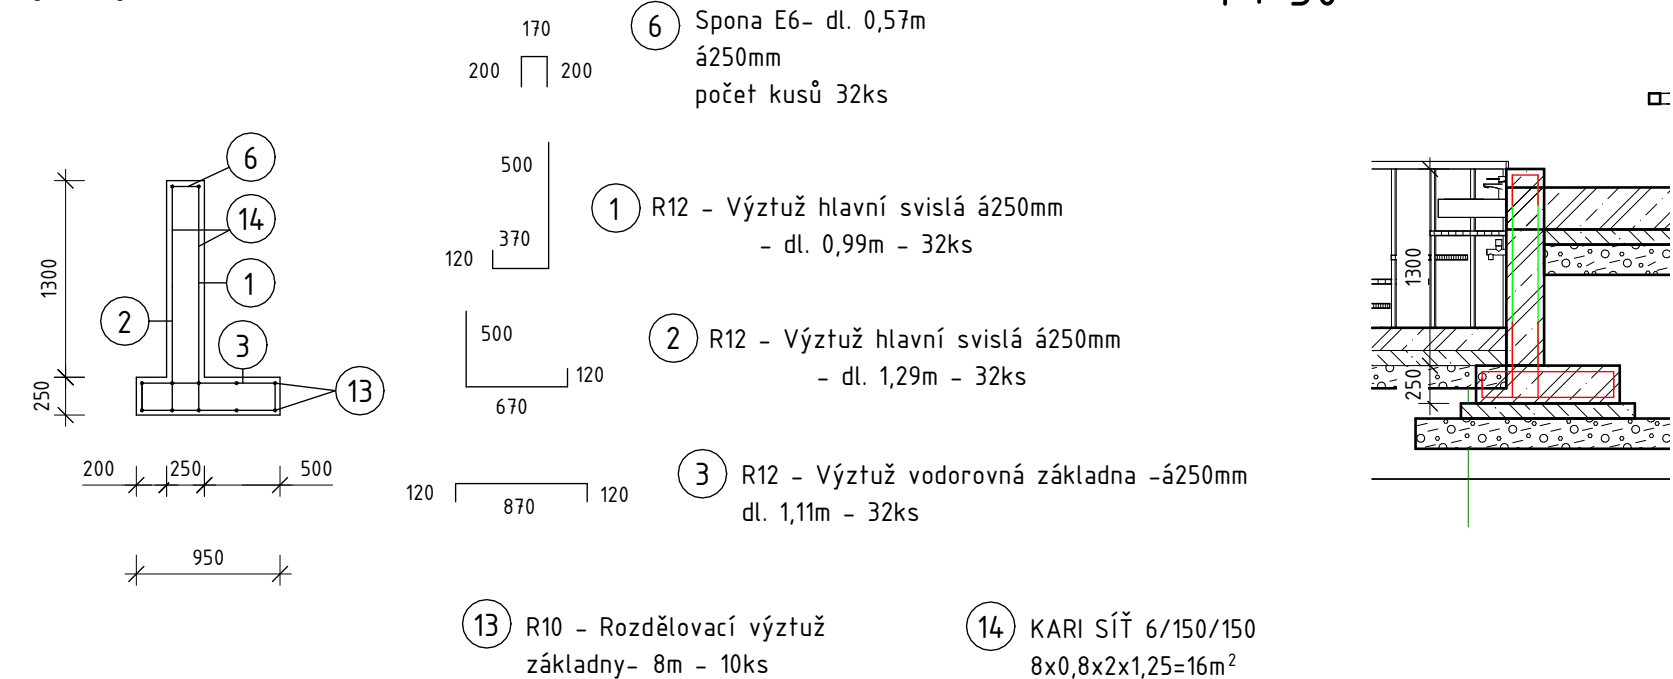 170
200
200
6
Spona E6- dl. 0,57m
á250mm
počet kusů 32ks
6
14
1
2
3
13
1300
250
200
250
500
950
500
370
120
1
R12 - Výztuž hlavní svislá á250mm
- dl. 0,99m - 32ks
500
120
670
2
R12 - Výztuž hlavní svislá á250mm
- dl. 1,29m - 32ks
120
870
120
3
R12 - Výztuž vodorovná základna -á250mm
dl. 1,11m - 32ks
13
R10 - Rozdělovací výztuž
základny- 8m - 10ks
14
KARI SÍŤ 6/150/150
8x0,8x2x1,25=16m²
1300
250